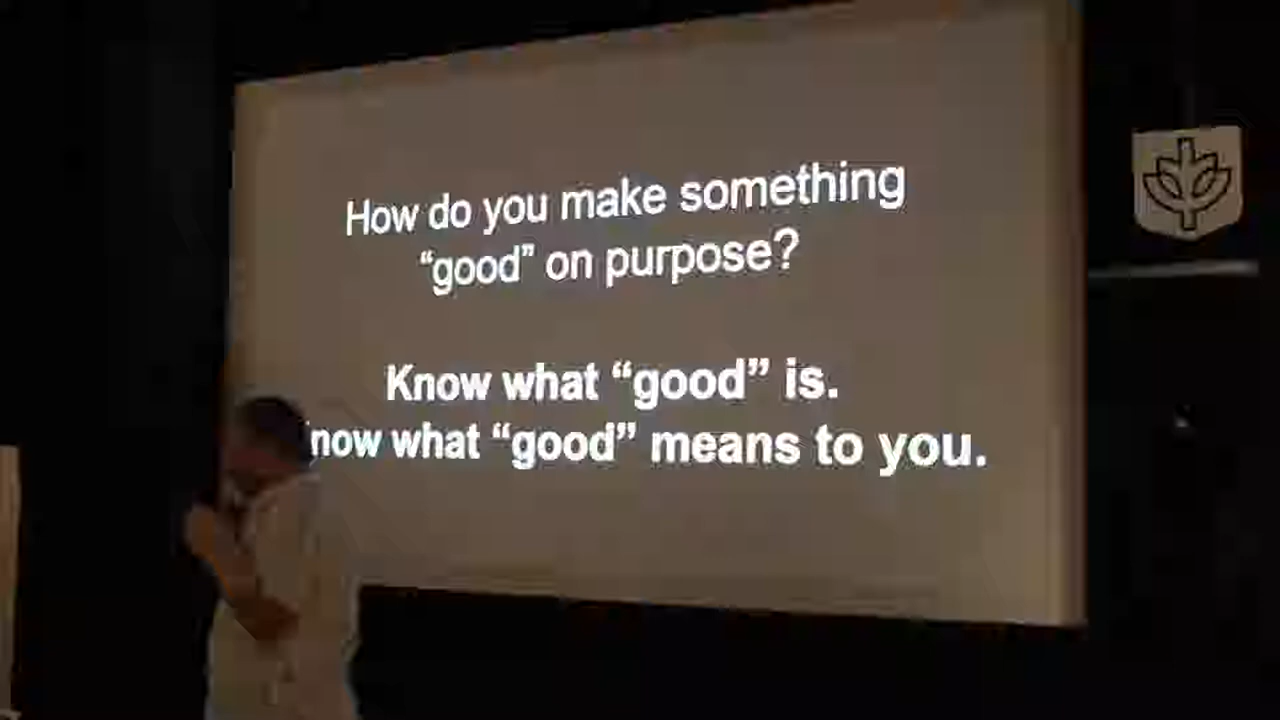 How do you make something
“good” on purpose?
Know what “good” is.
now what “good” means to you.